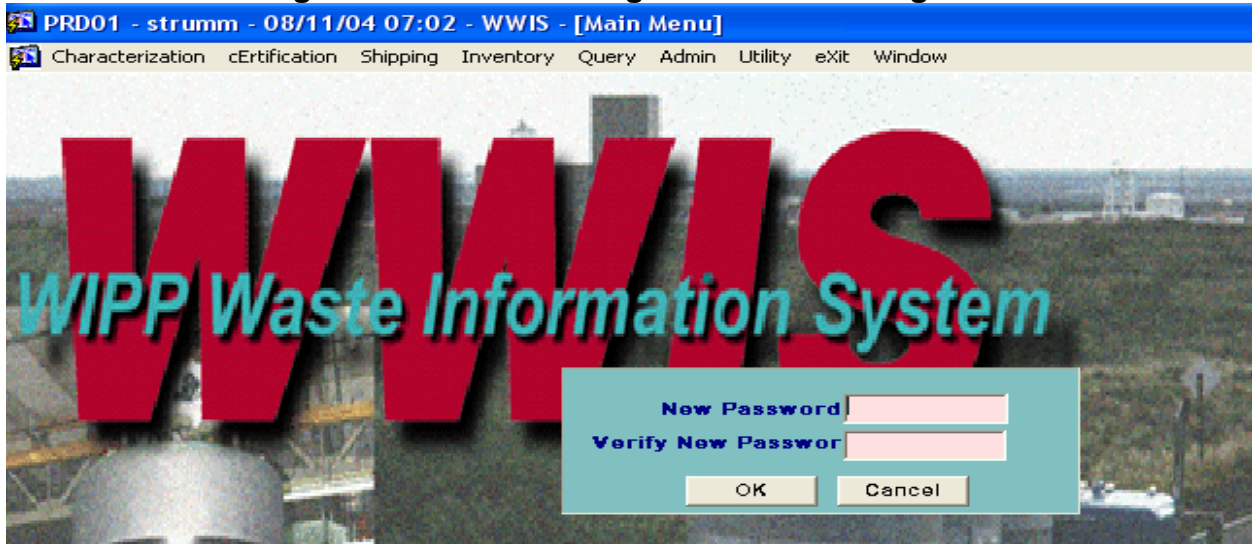 PRD01 - strumm - 08/11/04 07:02 - WWIS - [Main Menu]
Characterization cErtification Shipping Inventory Query Admin Utility eXit Window
WWIS
WIPP Waste Information System
New Password
Verify New Passwor
OK Cancel